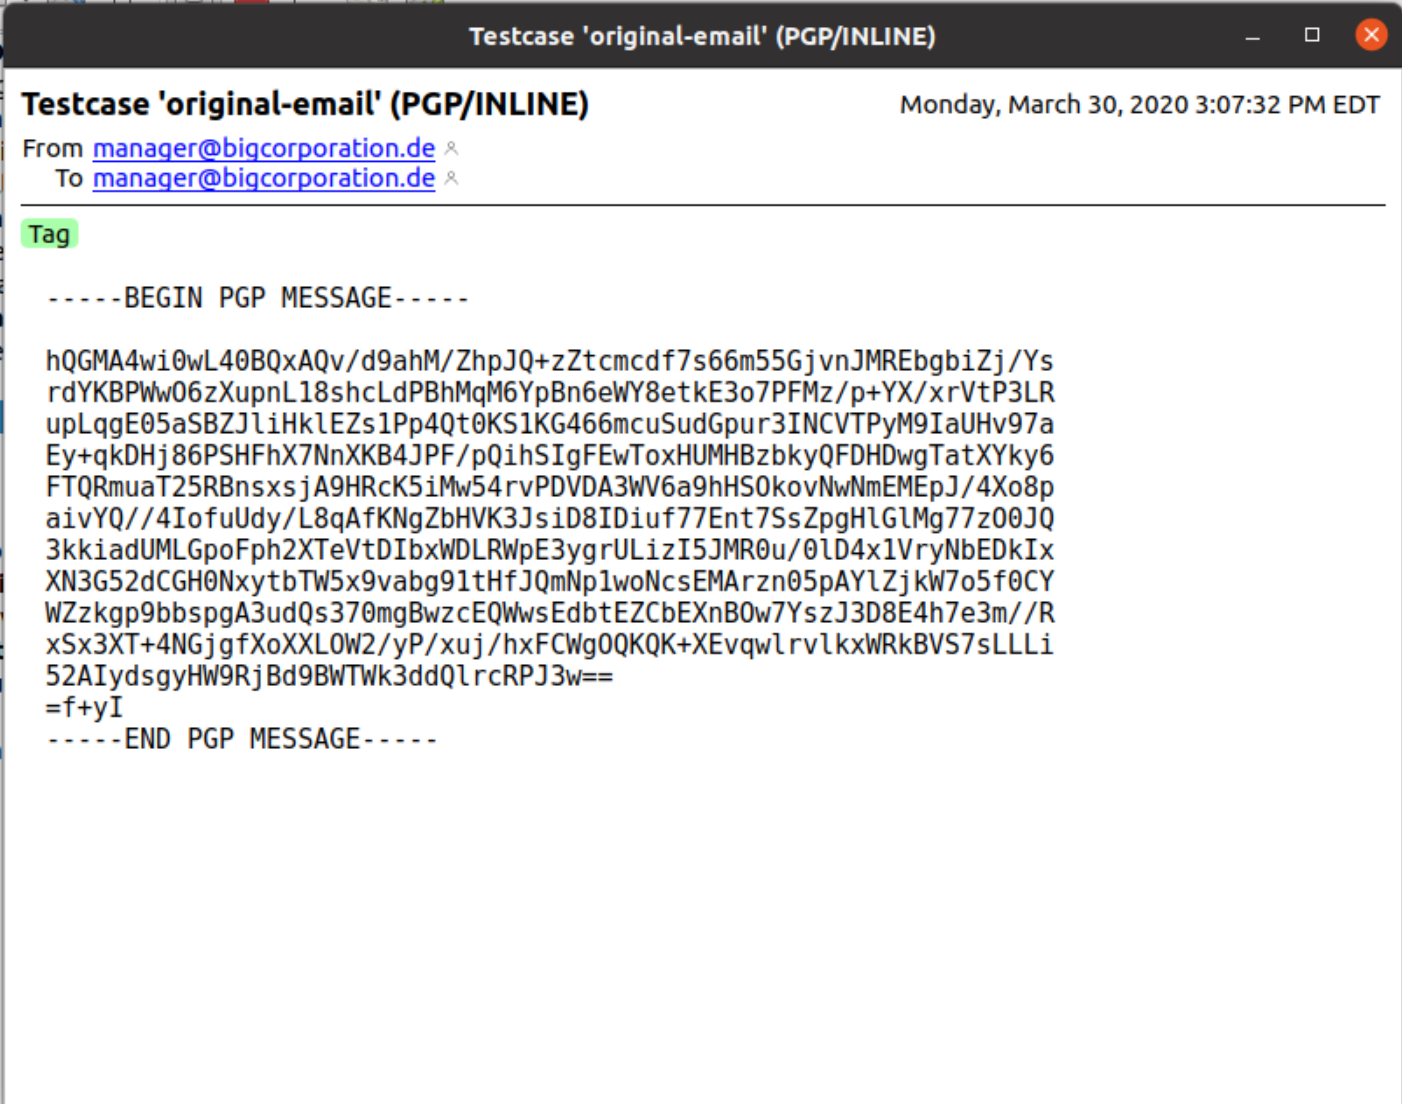 Testcase 'original-email' (PGP/INLINE)
Testcase 'original-email' (PGP/INLINE) Monday, March 30, 2020 3:07:32 PM EDT
From manager@bigcorporation.de
To manager@bigcorporation.de
Tag
-----BEGIN PGP MESSAGE-----
hQGMA4wi0wL40BQxAQv/d9ahM/ZhpJQ+zZtcmcdf7s66m55GjvnJMREbgbiZj/Ys
rdYKBPWwO6zXupnL18shcLdPBhMqM6YpBn6eWY8etkE3o7PFMz/p+YX/xrVtP3LR
upLqgE05aSBZJliHklEZs1Pp4Qt0KS1KG466mcuSudGpur3INCVTPyM9IaUHv97a
Ey+qkDHj86PSHFhX7NnXKB4JPF/pQihSIgFEwToxHUMHBzbkyQFDHDwgTatXYky6
FTQRmuaT25RBnsxsjA9HRcK5iMw54rvPDVDA3WV6a9hHSOkovNwNmEMEpJ/4Xo8p
aivYQ//4IofuUdy/L8qAfKNgZbHVK3JsiD8IDiuf77Ent7SsZpgHlGlMg77zO0JQ
3kkiadUMLGpoFph2XTeVtDIbxWDLRWpE3ygrULizI5JMR0u/0lD4x1VryNbEDkIx
XN3G52dCGH0NxytbTW5x9vabg91tHfJQmNp1woNcsEMArzn05pAYlZjkW7o5f0CY
WZzkgp9bbspgA3udQs370mgBwzcEQWwsEdbtEZCbEXnBOw7YszJ3D8E4h7e3m//R
xSx3XT+4NGjgfXoXXLOW2/yP/xuj/hxFCWgOQKQK+XEvqwlrvlkxWRkBVS7sLLLi
52AIydsgyHW9RjBd9BWTWk3ddQlrcRPJ3w==
=f+yI
-----END PGP MESSAGE-----